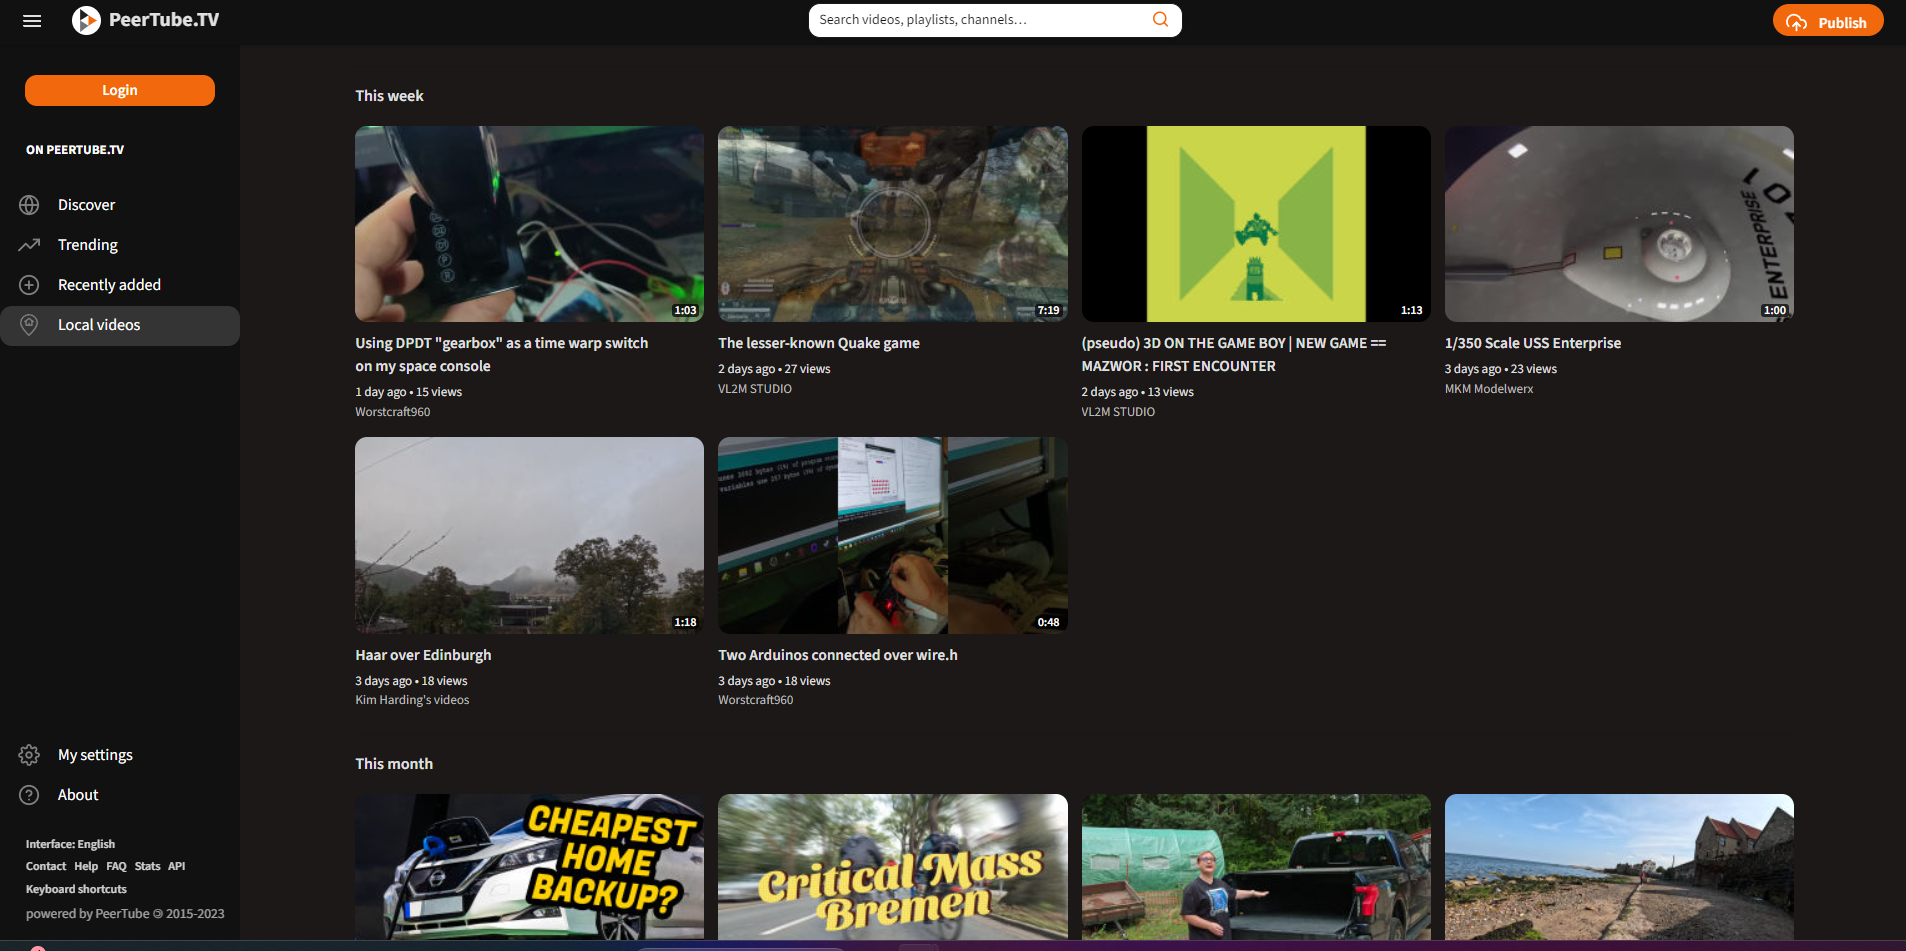 PeerTube.TV
Search videos, playlists, channels…
Publish
Login
ON PEERTUBE.TV
Discover
Trending
Recently added
Local videos
My settings
About
Interface: English
Contact Help FAQ Stats API
Keyboard shortcuts
powered by PeerTube © 2015-2023
This week
1:03
Using DPDT "gearbox" as a time warp switch
on my space console
1 day ago • 15 views
Worstcraft960
7:19
The lesser-known Quake game
2 days ago • 27 views
VL2M STUDIO
1:13
(pseudo) 3D ON THE GAME BOY | NEW GAME ==
MAZWOR : FIRST ENCOUNTER
2 days ago • 13 views
VL2M STUDIO
ENTERPRISE
1:00
1/350 Scale USS Enterprise
3 days ago • 23 views
MKM Modelwerx
1:18
Haar over Edinburgh
3 days ago • 18 views
Kim Harding's videos
0:48
Two Arduinos connected over wire.h
3 days ago • 18 views
Worstcraft960
This month
CHEAPEST
HOME
BACKUP?
Critical Mass
Bremen